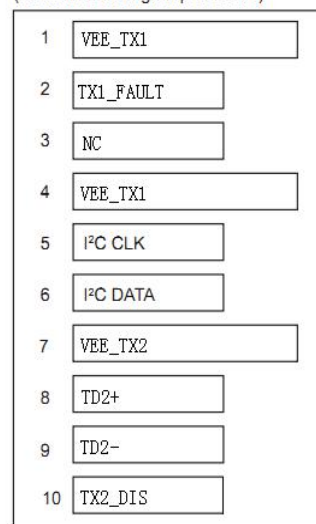 1 VEE_TX1
2 TX1_FAULT
3 NC
4 VEE_TX1
5 I²C CLK
6 I²C DATA
7 VEE_TX2
8 TD2+
9 TD2-
10 TX2_DIS